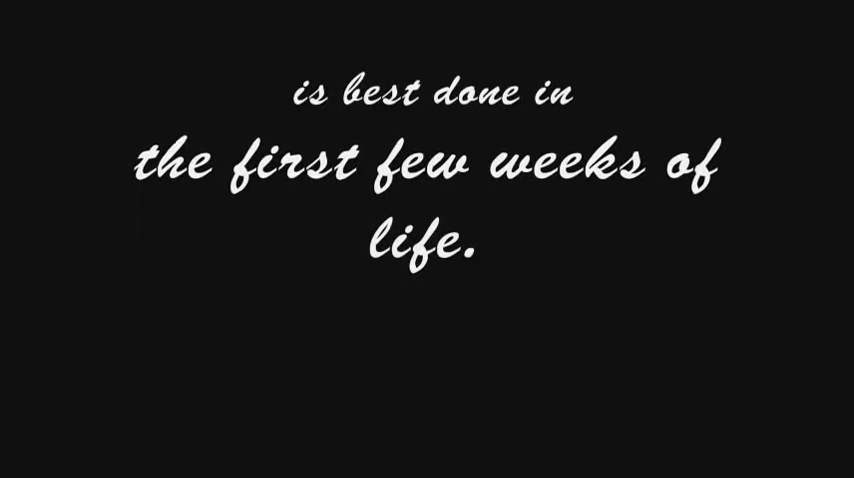 is best done in
the first few weeks of
life.